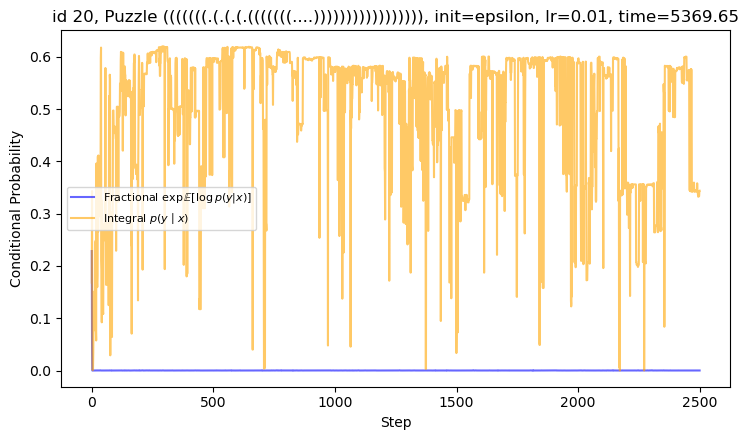 id 20, Puzzle (((((((.(.(.(.(((((((....))))))))))))))))), init=epsilon, lr=0.01, time=5369.65
Conditional Probability
0.6
0.5
0.4
0.3
0.2
0.1
0.0
Fractional exp𝔼[log p(y|x)]
Integral p(y | x)
0
500
1000
1500
2000
2500
Step